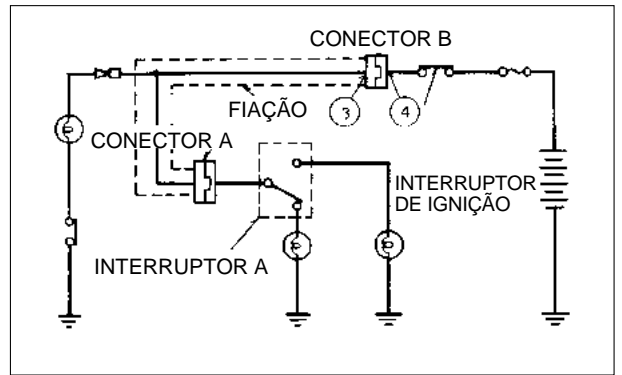 CONECTOR B
3
4
FIAÇÃO
CONECTOR A
INTERRUPTOR
DE IGNIÇÃO
INTERRUPTOR A